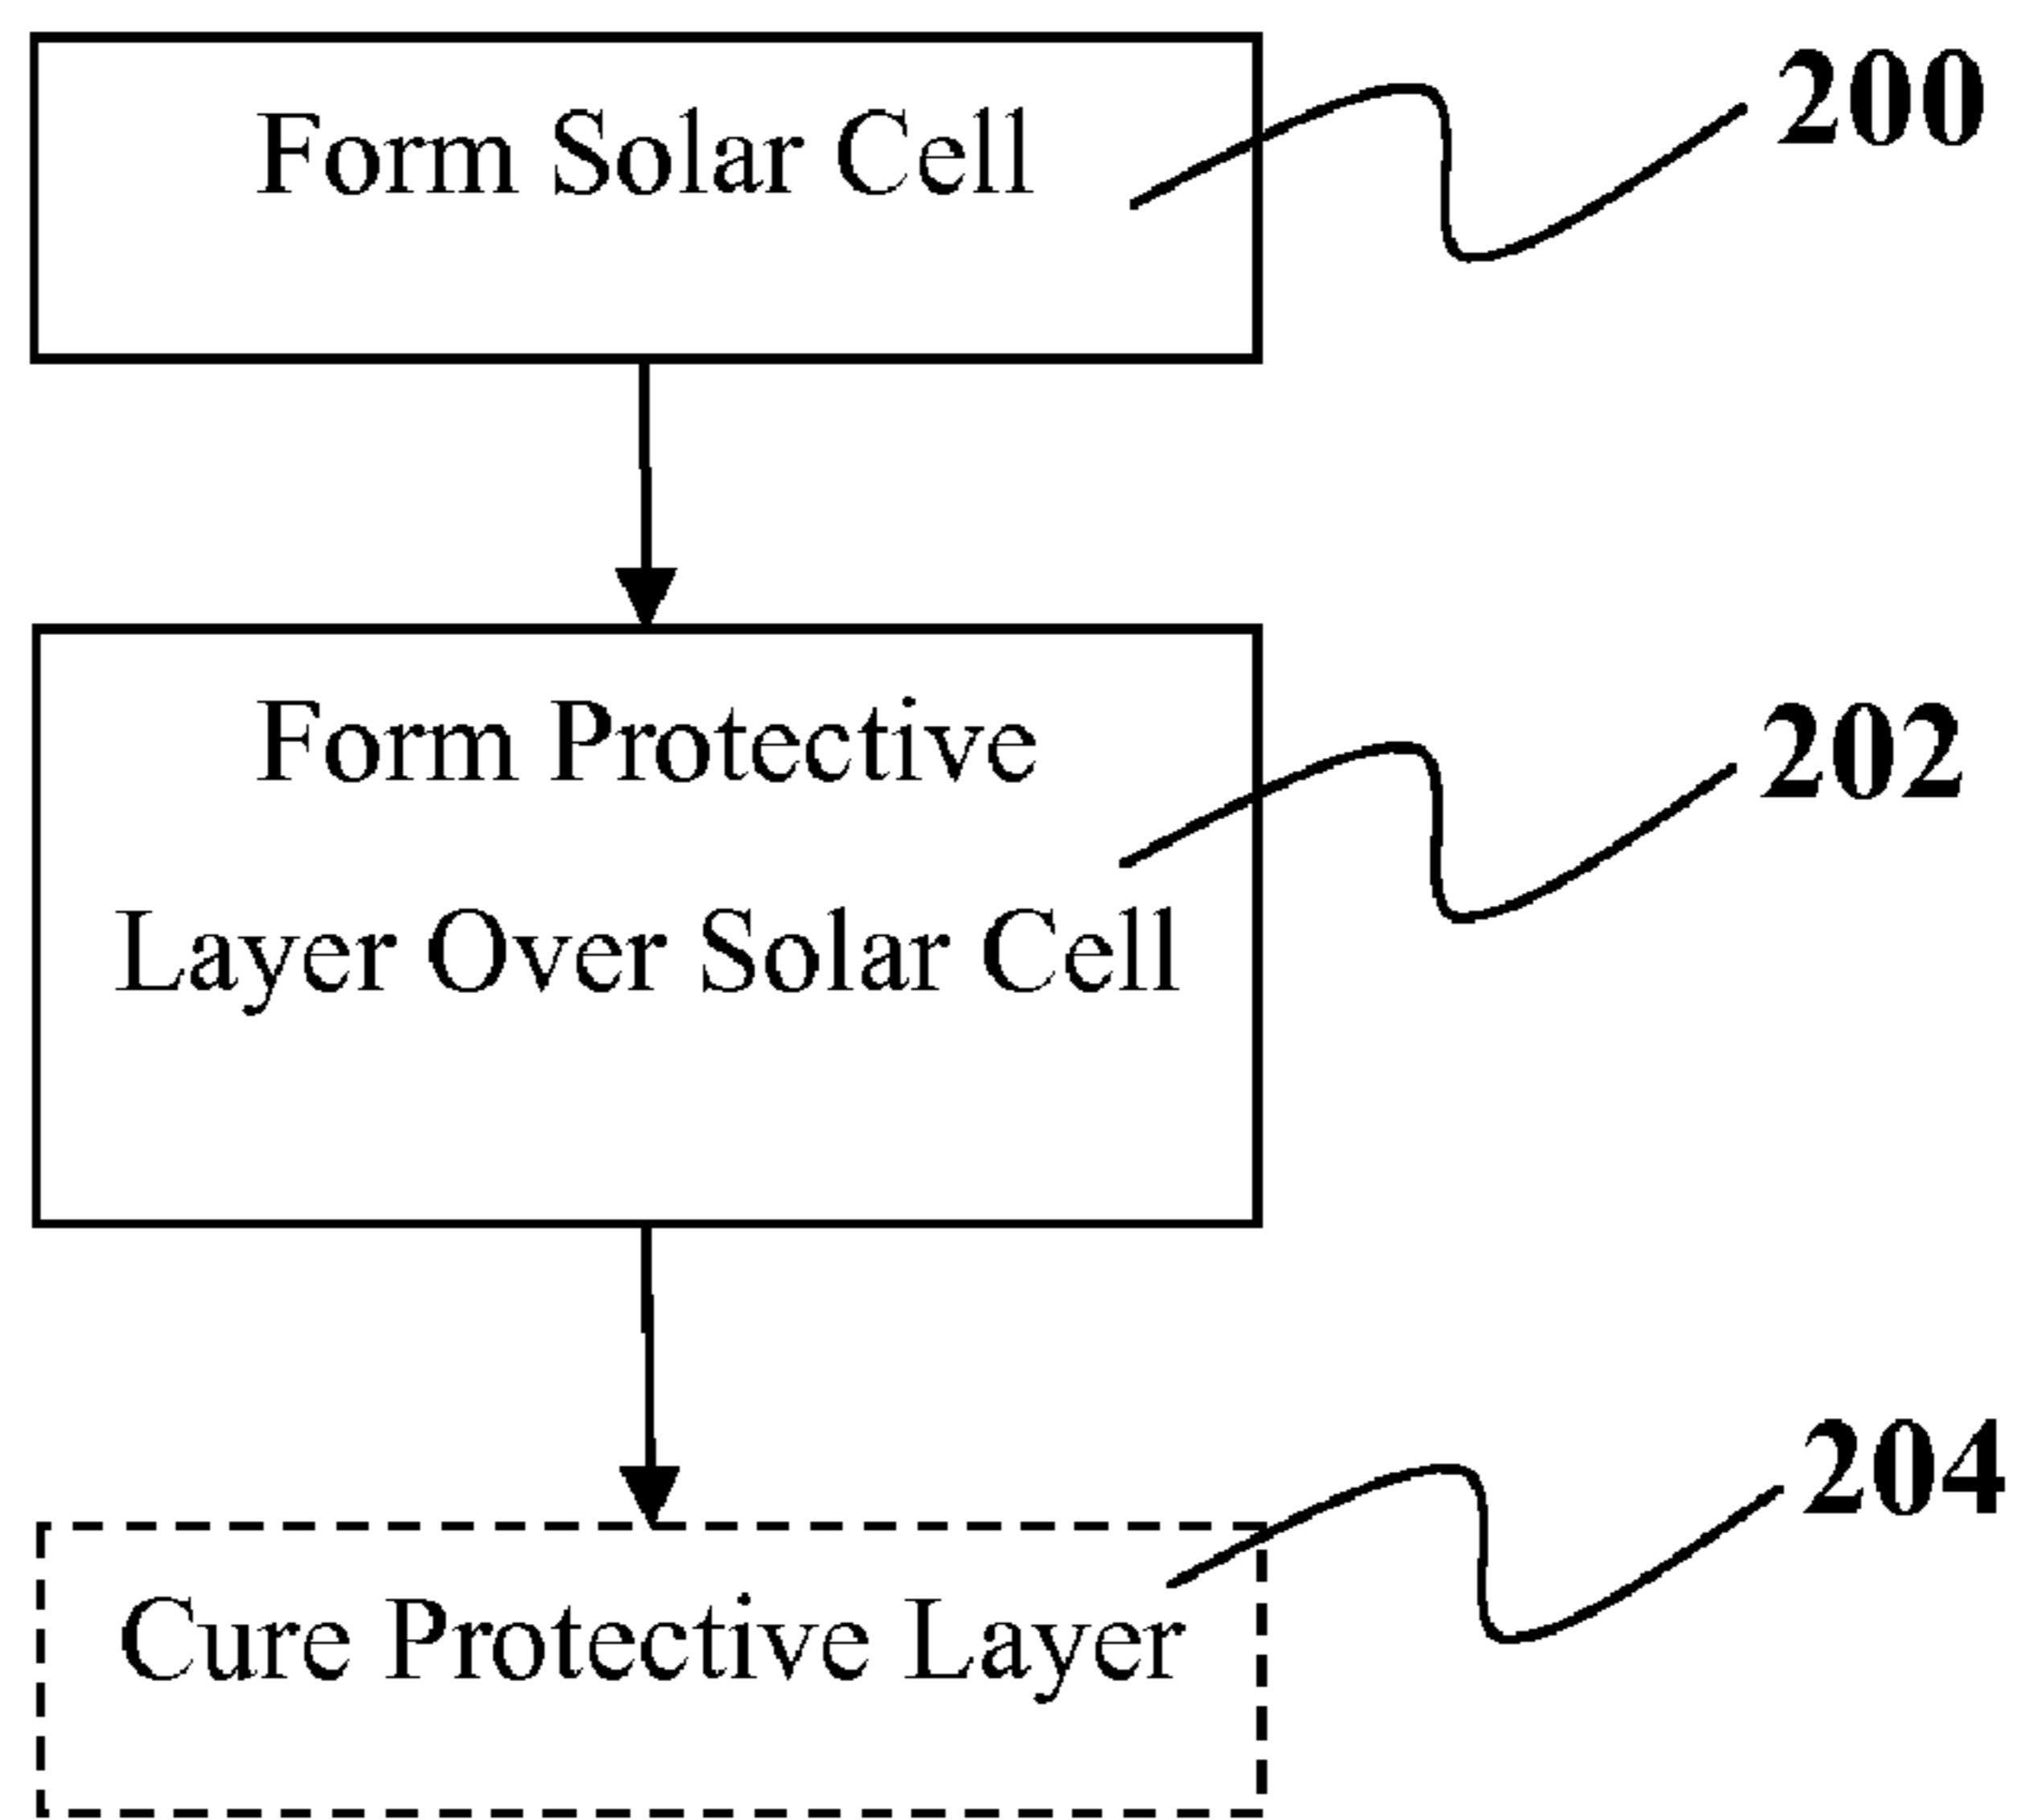 Form Solar Cell
200
Form Protective
Layer Over Solar Cell
202
Cure Protective Layer
204